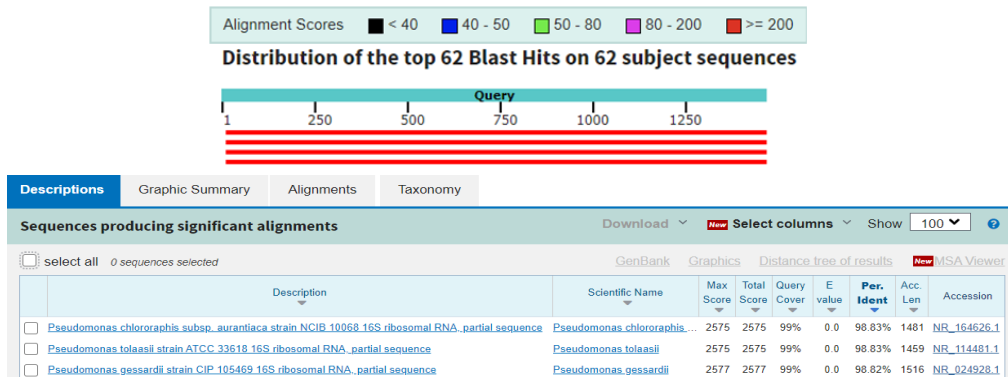 Alignment Scores < 40 40 - 50 50 - 80 80 - 200 >= 200
Distribution of the top 62 Blast Hits on 62 subject sequences
Query
1 250 500 750 1000 1250
Descriptions Graphic Summary Alignments Taxonomy
Sequences producing significant alignments Download New Select columns Show 100 ?
select all 0 sequences selected GenBank Graphics Distance tree of results New MSA Viewer
Description Scientific Name Max Score Total Score Query Cover E value Per. Ident Acc. Len Accession
Pseudomonas chlororaphis subsp. aurantiaca strain NCIB 10068 16S ribosomal RNA, partial sequence Pseudomonas chlororaphis ... 2575 2575 99% 0.0 98.83% 1481 NR_164626.1
Pseudomonas tolaasii strain ATCC 33618 16S ribosomal RNA, partial sequence Pseudomonas tolaasii 2575 2575 99% 0.0 98.83% 1459 NR_114481.1
Pseudomonas gessardii strain CIP 105469 16S ribosomal RNA, partial sequence Pseudomonas gessardii 2577 2577 99% 0.0 98.82% 1516 NR_024928.1